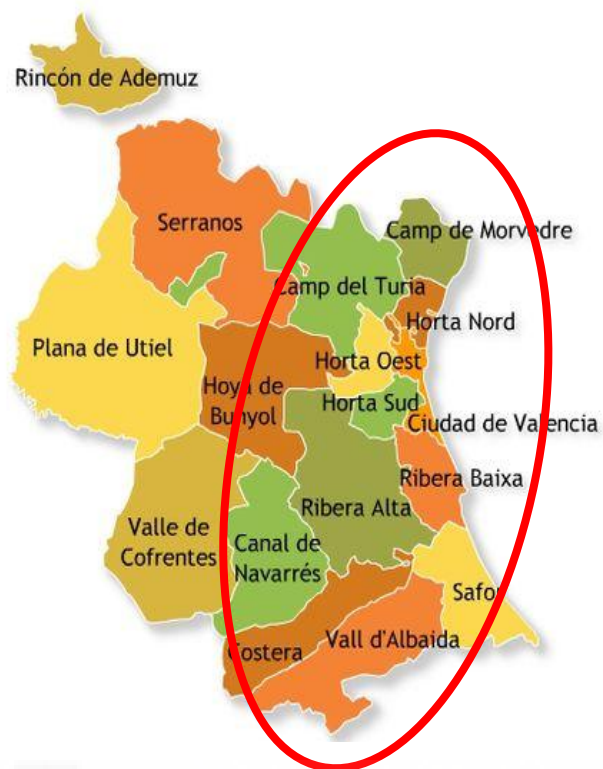 Rincón de Ademuz
Serranos
Camp de Morvedre
Camp del Turia
Horta Nord
Plana de Utiel
Horta Oest
Hoya de
Bunyol
Horta Sud
Ciudad de Valencia
Ribera Baixa
Ribera Alta
Valle de
Cofrentes
Canal de
Navarrés
Safor
Vall d'Albaida
Costera